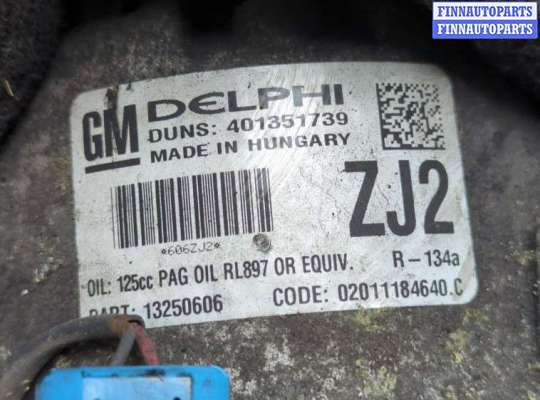 FINNAUTOPARTS
FINNAUTOPARTS
GM DELPHI
DUNS: 401351739
MADE IN HUNGARY
ZJ2
*606ZJ2*
OIL: 125cc PAG OIL RL897 OR EQUIV. R-134a
PART: 13250606 CODE: 02011184640.C